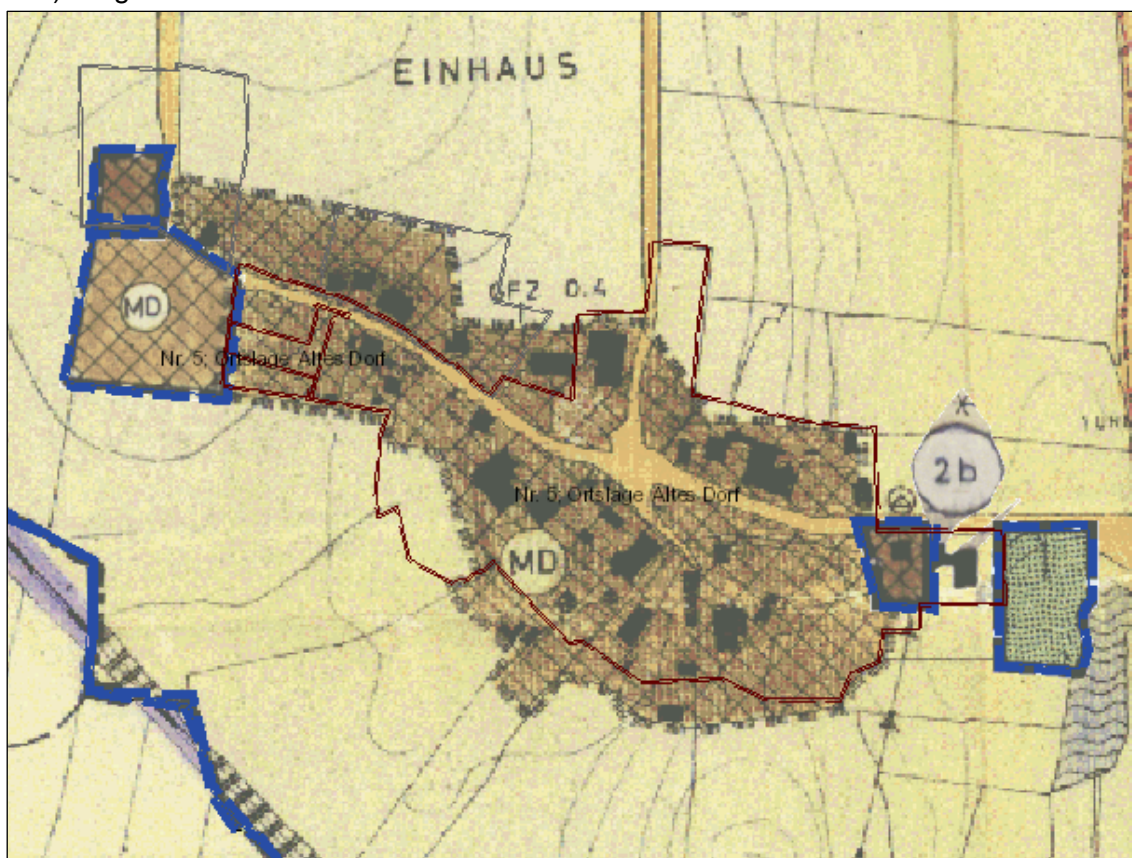 EINHAUS
GFZ 0.4
MD
Nr. 5; Ortslage Altes Dorf
2b
Nr. 5; Ortslage Altes Dorf
MD